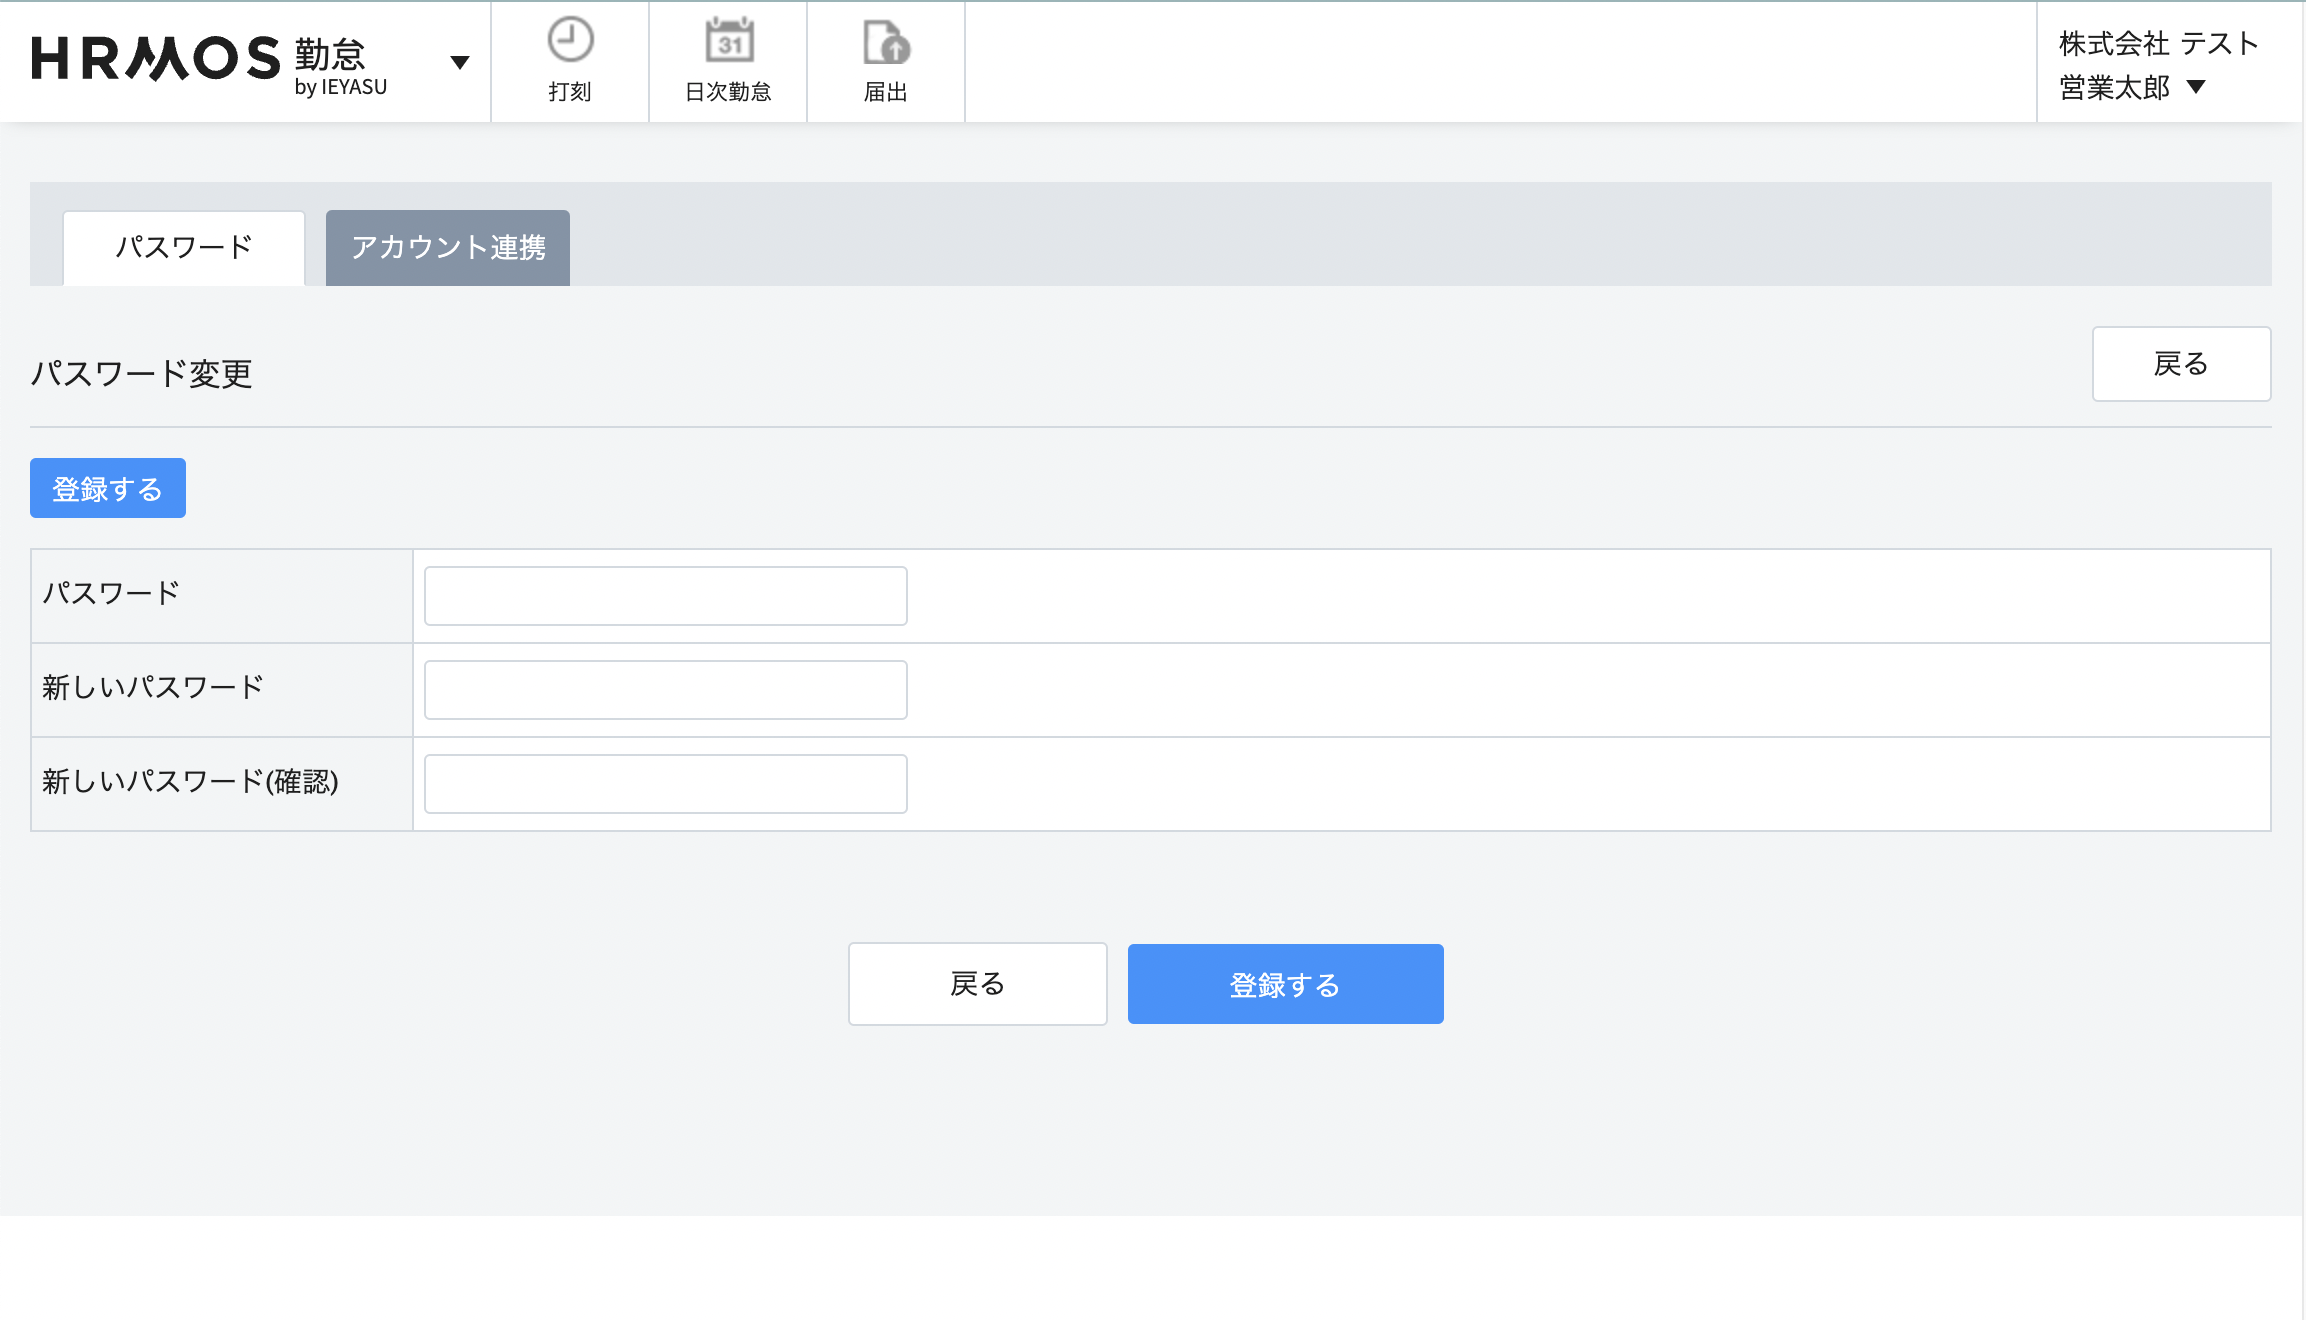 HRMOS 勤怠
by IEYASU
打刻
31
日次勤怠
届出
株式会社 テスト
営業太郎 ▼
パスワード
アカウント連携
パスワード変更
戻る
登録する
パスワード
新しいパスワード
新しいパスワード(確認)
戻る
登録する